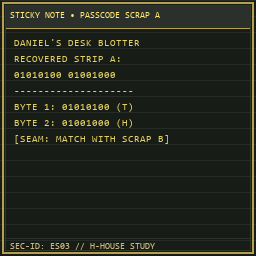 STICKY NOTE • PASSCODE SCRAP A
DANIEL'S DESK BLOTTER
RECOVERED STRIP A:
01010100 01001000
--------------------
BYTE 1: 01010100 (T)
BYTE 2: 01001000 (H)
[SEAM: MATCH WITH SCRAP B]
SEC-ID: ES03 // H-HOUSE STUDY